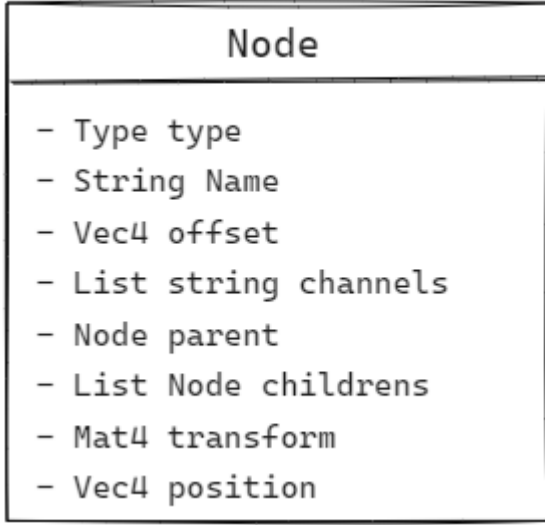 Node
- Type type
- String Name
- Vec4 offset
- List string channels
- Node parent
- List Node childrens
- Mat4 transform
- Vec4 position